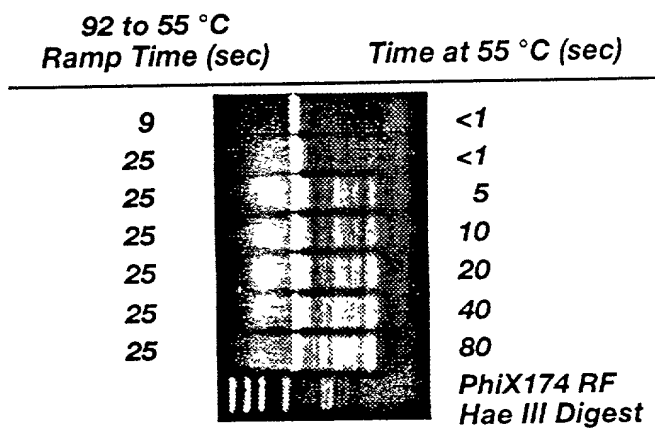 92 to 55 °C
Ramp Time (sec) Time at 55 °C (sec)
9 <1
25 <1
25 5
25 10
25 20
25 40
25 80
PhiX174 RF
Hae III Digest